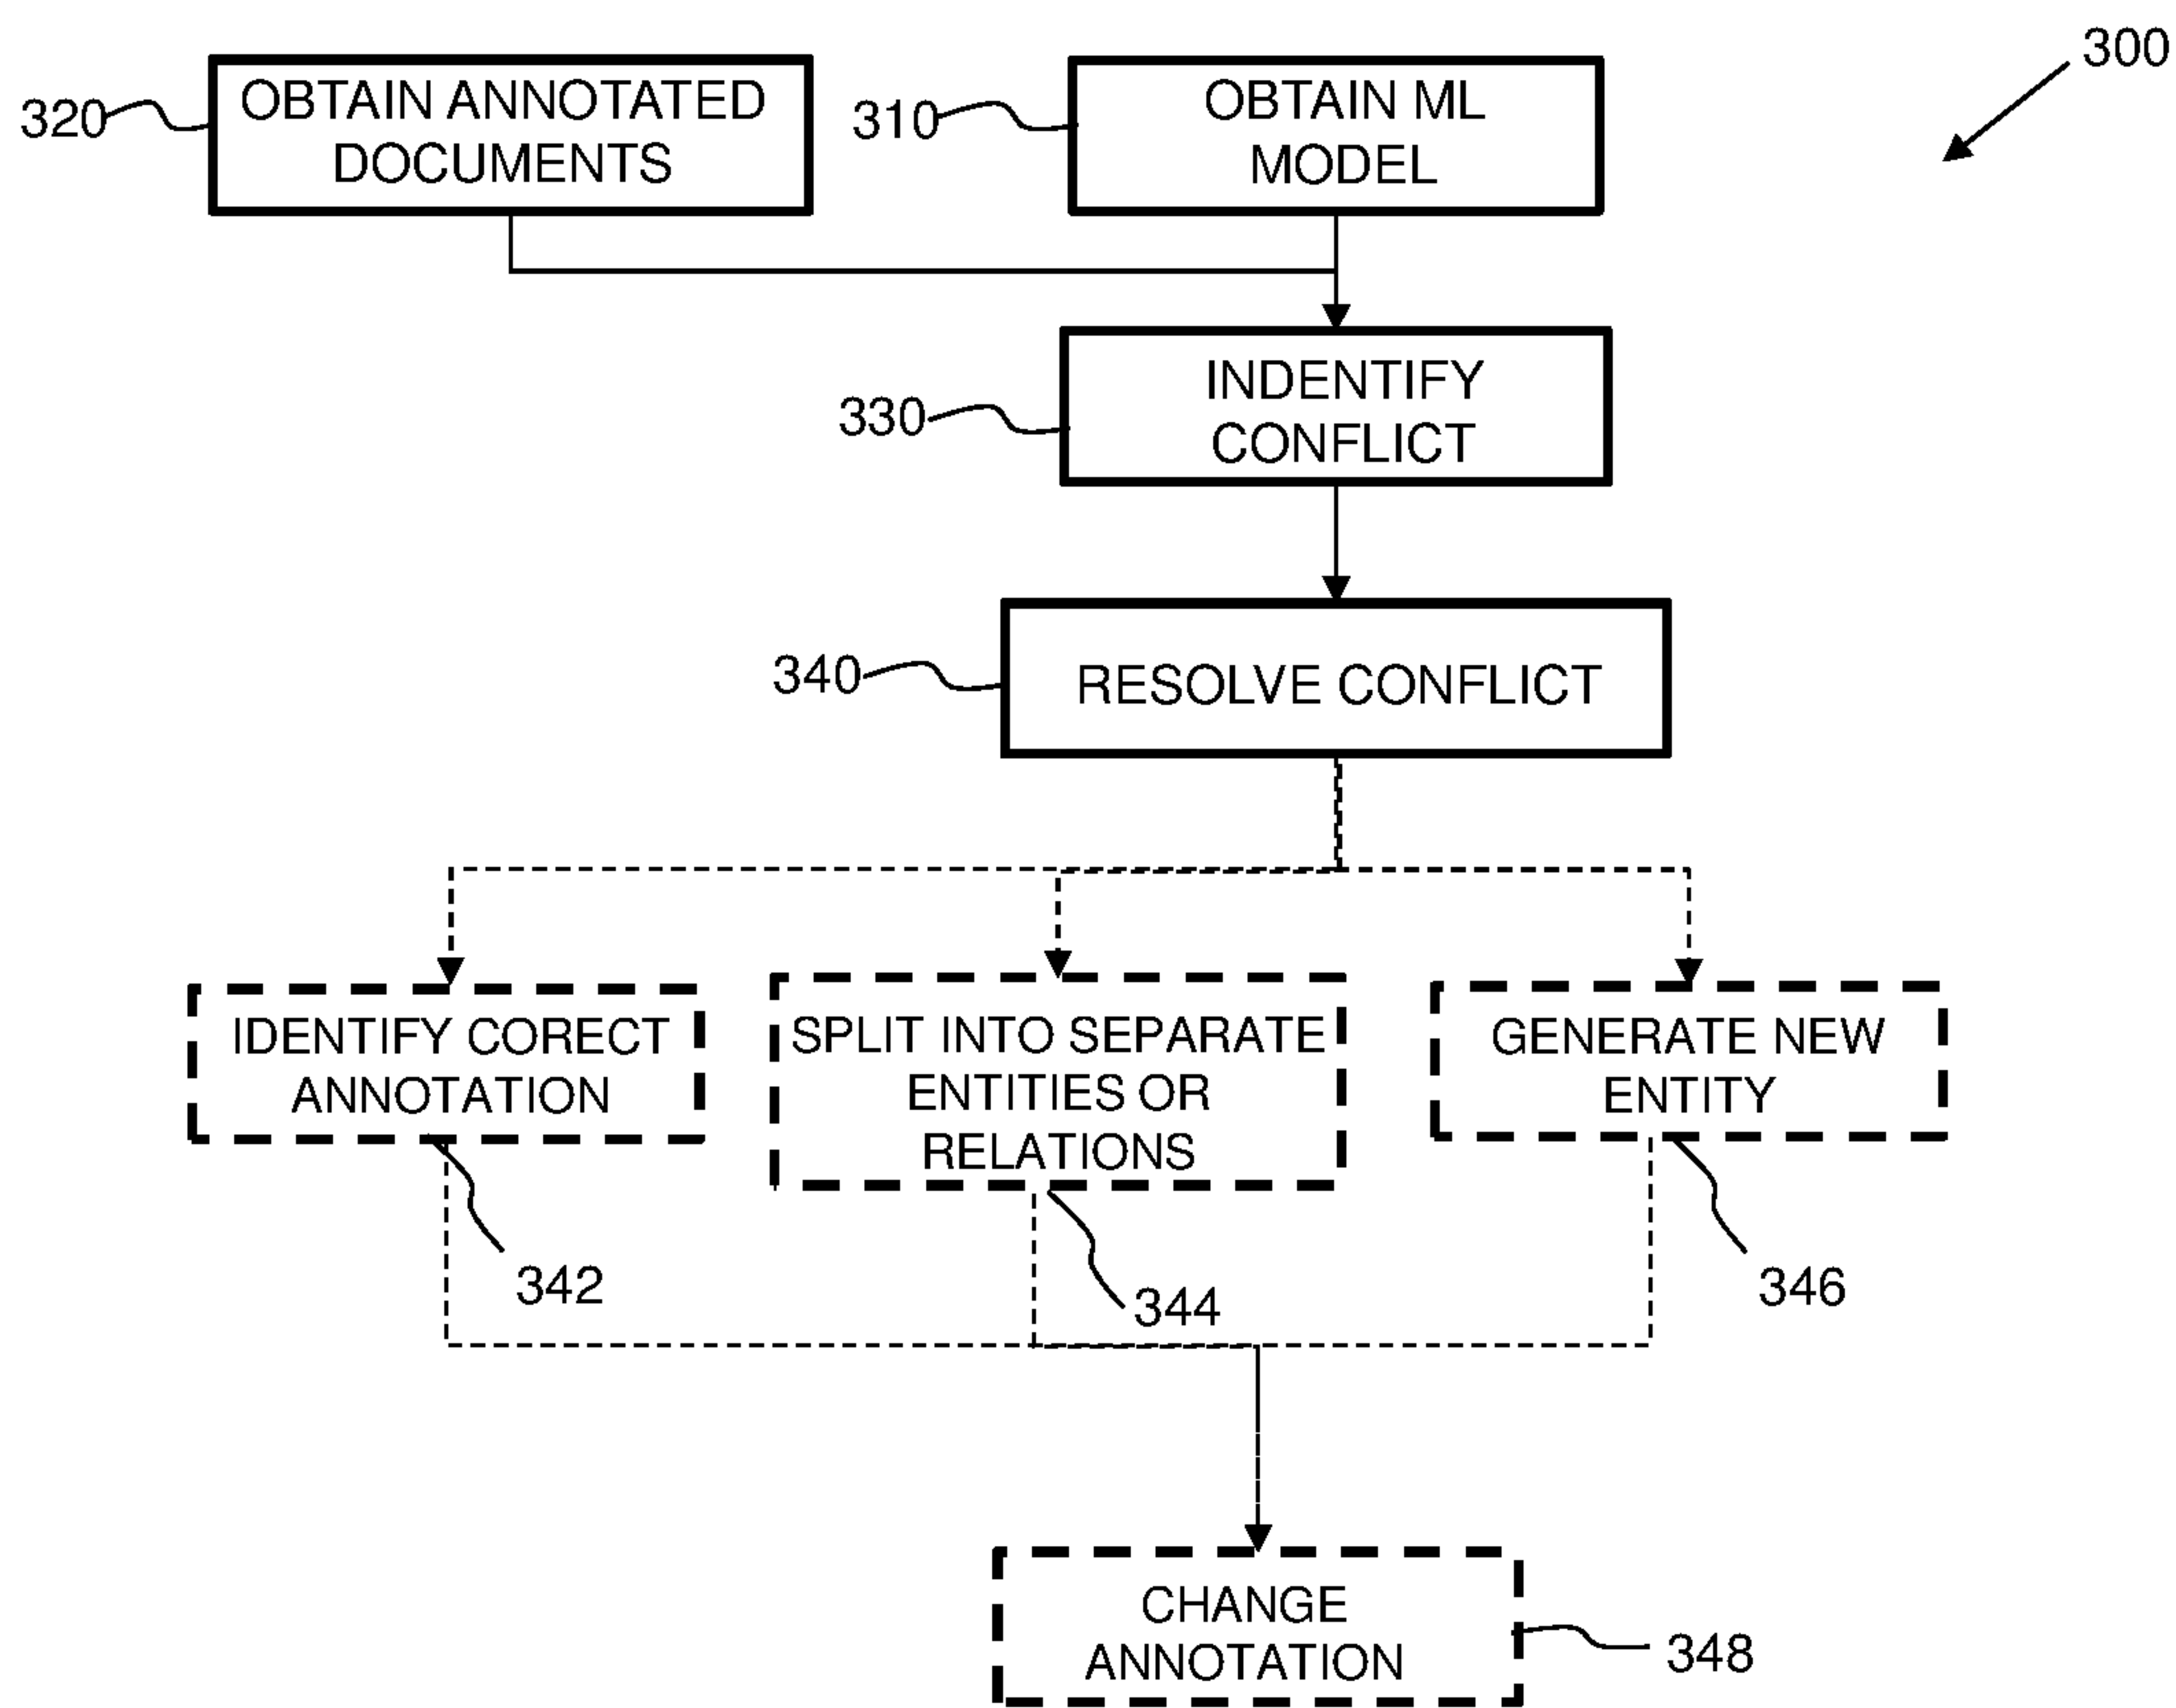 300
320
OBTAIN ANNOTATED
DOCUMENTS
310
OBTAIN ML
MODEL
330
INDENTIFY
CONFLICT
340
RESOLVE CONFLICT
IDENTIFY CORECT
ANNOTATION
SPLIT INTO SEPARATE
ENTITIES OR
RELATIONS
GENERATE NEW
ENTITY
342
344
346
CHANGE
ANNOTATION
348